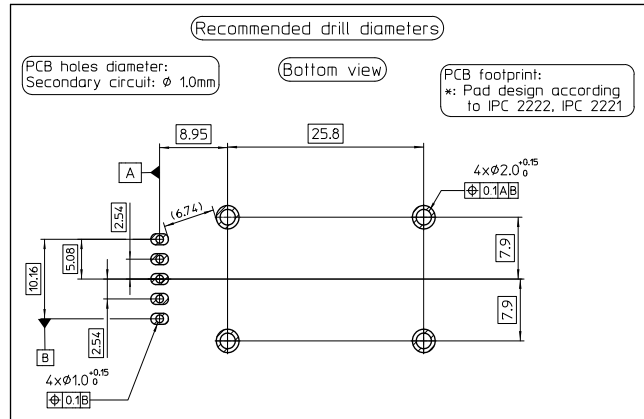 Recommended drill diameters
PCB holes diameter:
Secondary circuit: ϕ 1.0mm
Bottom view
PCB footprint:
*: Pad design according
to IPC 2222, IPC 2221
8.95
25.8
A
4xϕ2.0 +0.15 0
⌖ 0.1 A B
(6.74)
2.54
5.08
10.16
7.9
7.9
2.54
B
4xϕ1.0 +0.15 0
⌖ 0.1 B